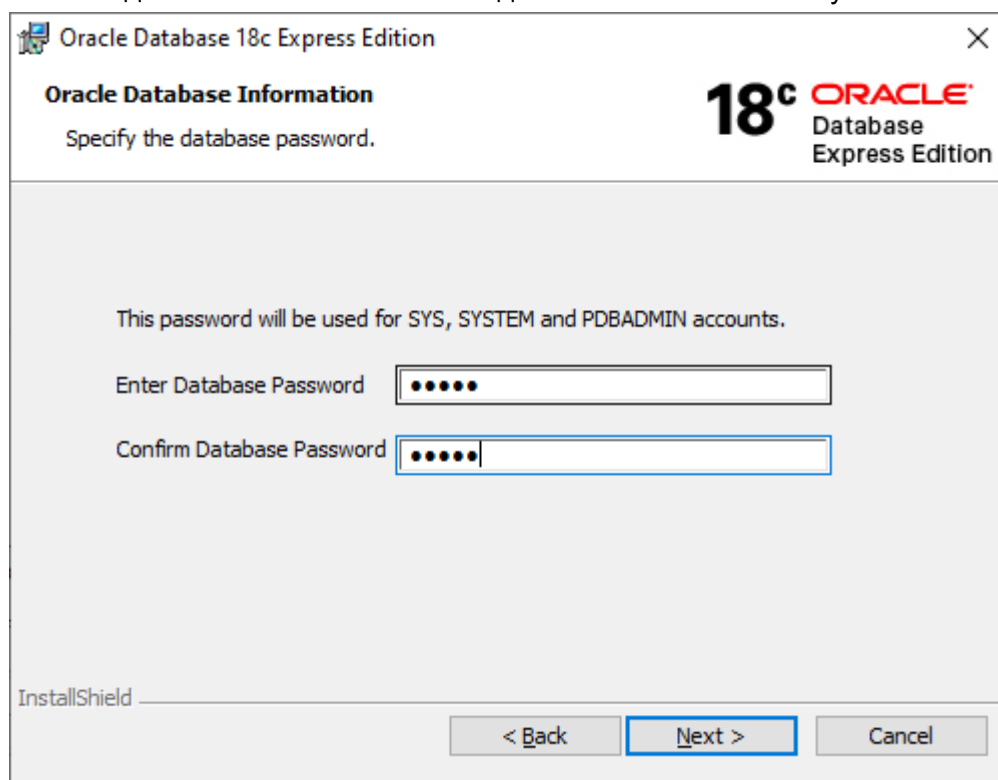 Oracle Database 18c Express Edition
Oracle Database Information
Specify the database password.
18c ORACLE
Database
Express Edition
This password will be used for SYS, SYSTEM and PDBADMIN accounts.
Enter Database Password •••••
Confirm Database Password •••••
InstallShield
< Back Next > Cancel